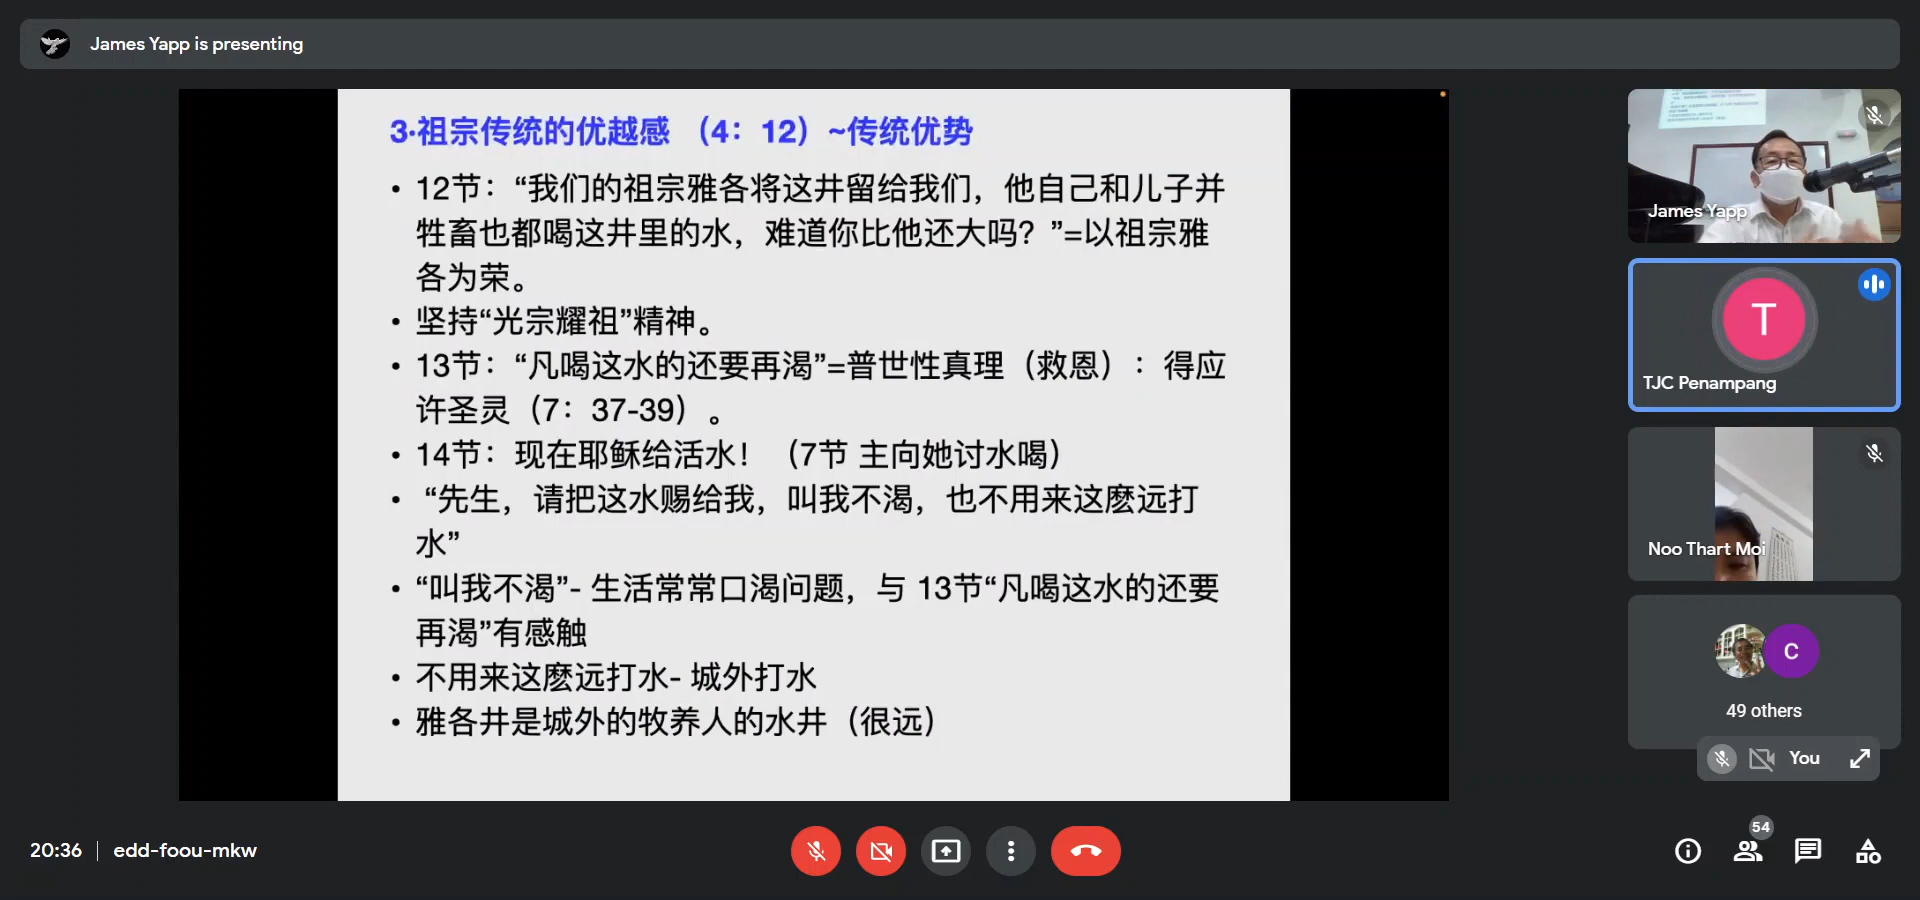 James Yapp is presenting
3·祖宗传统的优越感 （4：12）~传统优势
• 12节：“我们的祖宗雅各将这井留给我们，他自己和儿子并
牲畜也都喝这井里的水，难道你比他还大吗？”=以祖宗雅
各为荣。
• 坚持“光宗耀祖”精神。
• 13节：“凡喝这水的还要再渴”=普世性真理（救恩）：得应
许圣灵（7：37-39）。
• 14节：现在耶稣给活水！（7节 主向她讨水喝）
• “先生，请把这水赐给我，叫我不渴，也不用来这麽远打
水”
• “叫我不渴”- 生活常常口渴问题，与 13节“凡喝这水的还要
再渴”有感触
• 不用来这麽远打水- 城外打水
• 雅各井是城外的牧养人的水井（很远）
James Yapp
T
TJC Penampang
Noo Thart Moi
C
49 others
You
20:36 | edd-foou-mkw
54